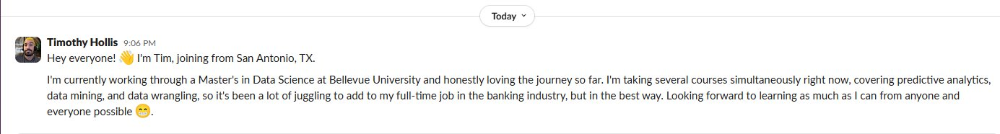 Today
Timothy Hollis 9:06 PM
Hey everyone! 👋 I'm Tim, joining from San Antonio, TX.
I'm currently working through a Master's in Data Science at Bellevue University and honestly loving the journey so far. I'm taking several courses simultaneously right now, covering predictive analytics,
data mining, and data wrangling, so it's been a lot of juggling to add to my full-time job in the banking industry, but in the best way. Looking forward to learning as much as I can from anyone and
everyone possible 😁.